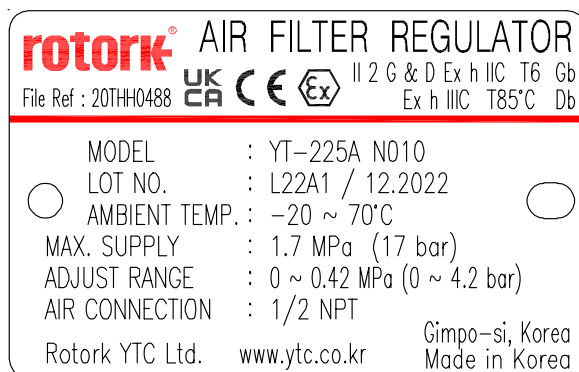 rotork® AIR FILTER REGULATOR
File Ref : 20THH0488 UK CA CE Ex II 2 G & D Ex h IIC T6 Gb
Ex h IIIC T85°C Db
MODEL : YT-225A N010
LOT NO. : L22A1 / 12.2022
AMBIENT TEMP. : -20 ~ 70°C
MAX. SUPPLY : 1.7 MPa (17 bar)
ADJUST RANGE : 0 ~ 0.42 MPa (0 ~ 4.2 bar)
AIR CONNECTION : 1/2 NPT
Gimpo-si, Korea
Rotork YTC Ltd. www.ytc.co.kr Made in Korea